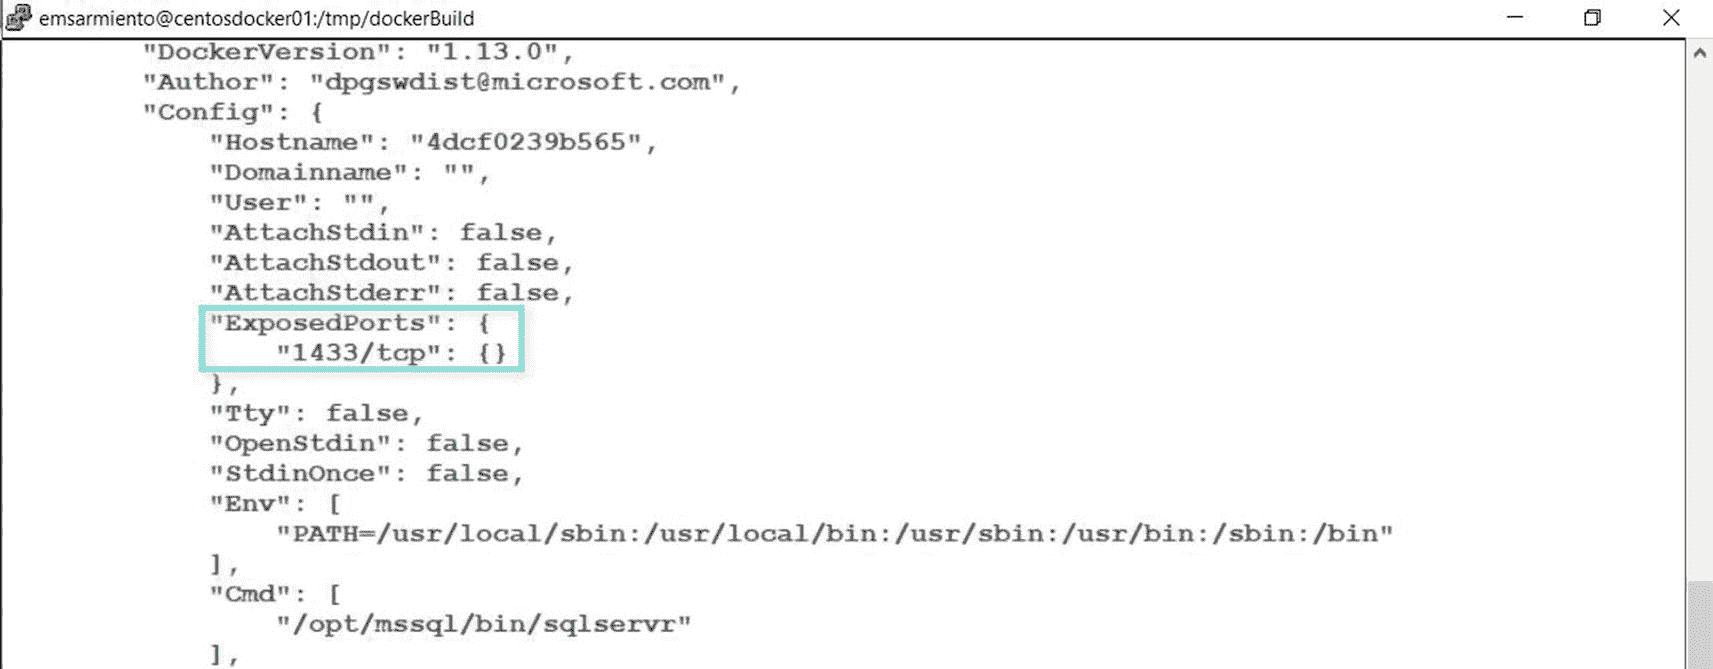 emsarmiento@centosdocker01:/tmp/dockerBuild
"DockerVersion": "1.13.0",
"Author": "dpgswdist@microsoft.com",
"Config": {
"Hostname": "4dcf0239b565",
"Domainname": "",
"User": "",
"AttachStdin": false,
"AttachStdout": false,
"AttachStderr": false,
"ExposedPorts": {
"1433/tcp": {}
},
"Tty": false,
"OpenStdin": false,
"StdinOnce": false,
"Env": [
"PATH=/usr/local/sbin:/usr/local/bin:/usr/sbin:/usr/bin:/sbin:/bin"
],
"Cmd": [
"/opt/mssql/bin/sqlservr"
],